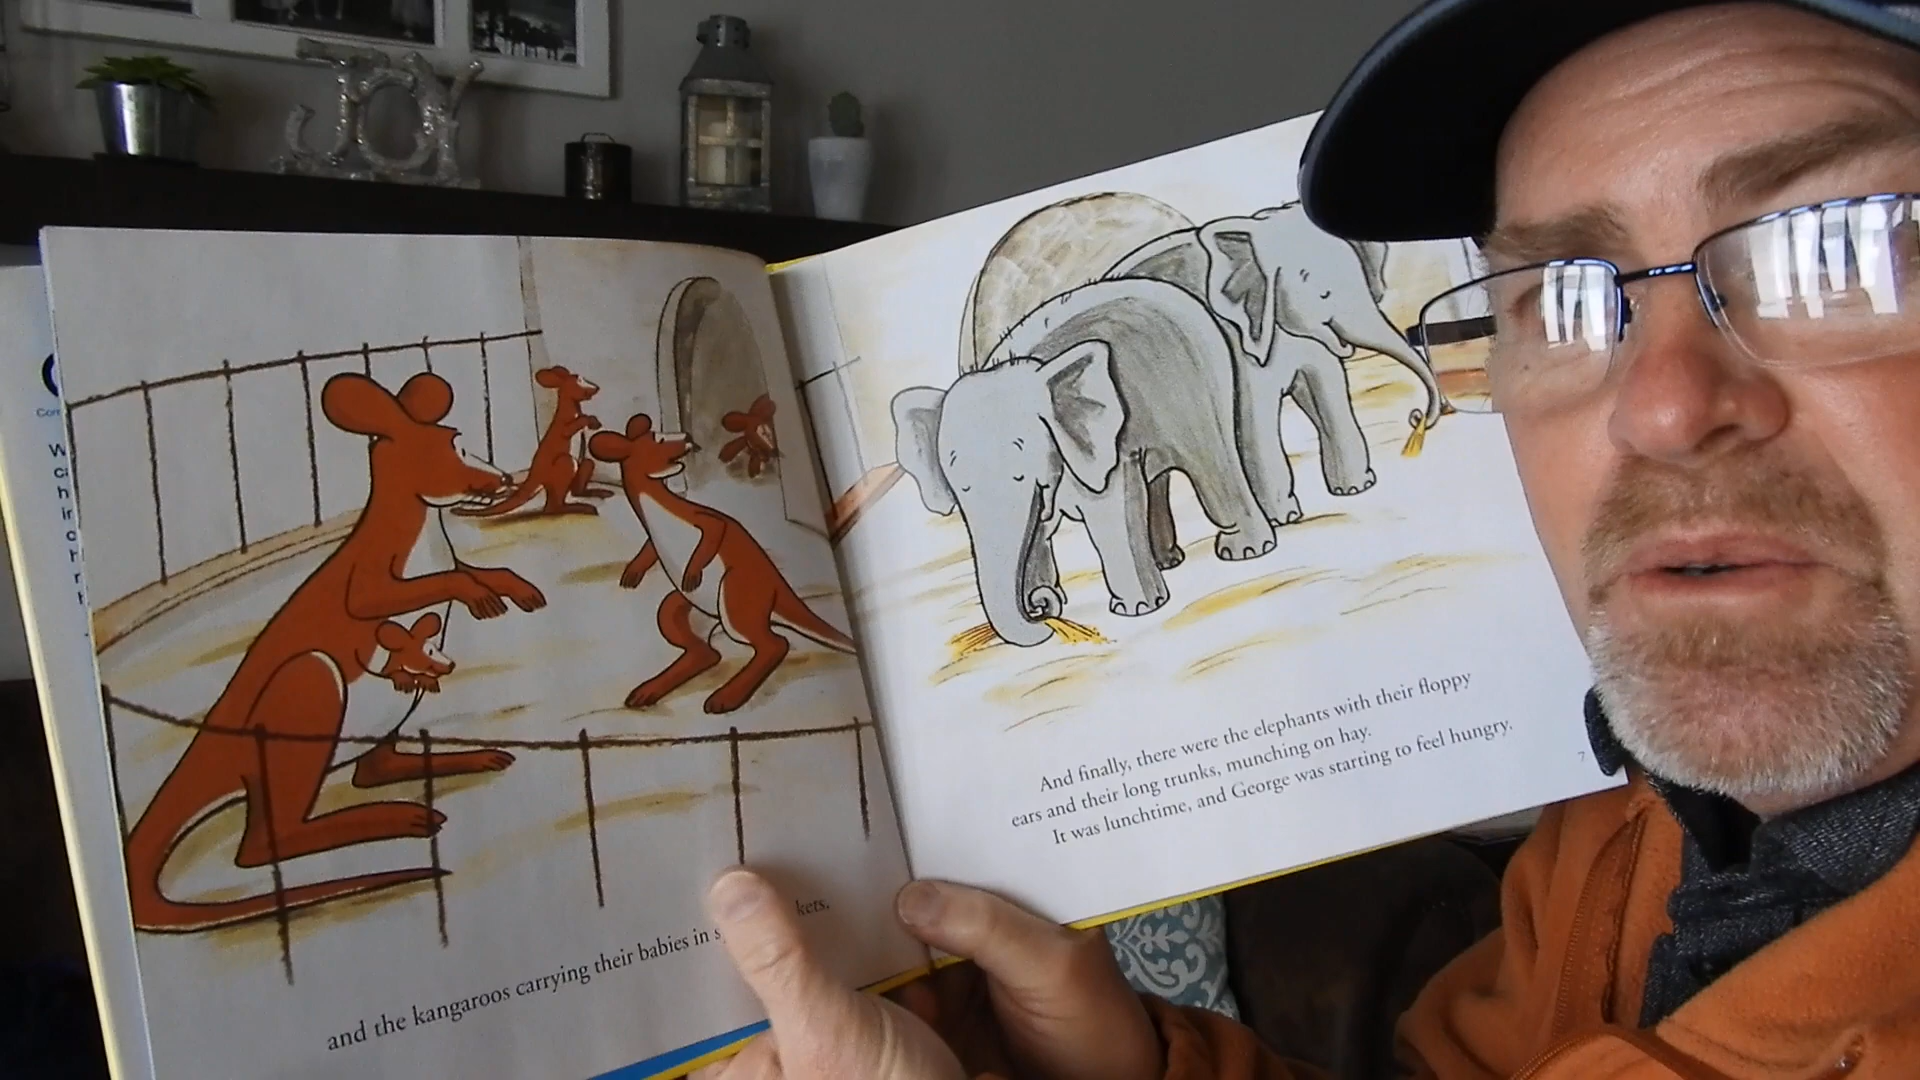 JOY
and the kangaroos carrying their babies in kets,
And finally, there were the elephants with their floppy
ears and their long trunks, munching on hay.
It was lunchtime, and George was starting to feel hungry.
7